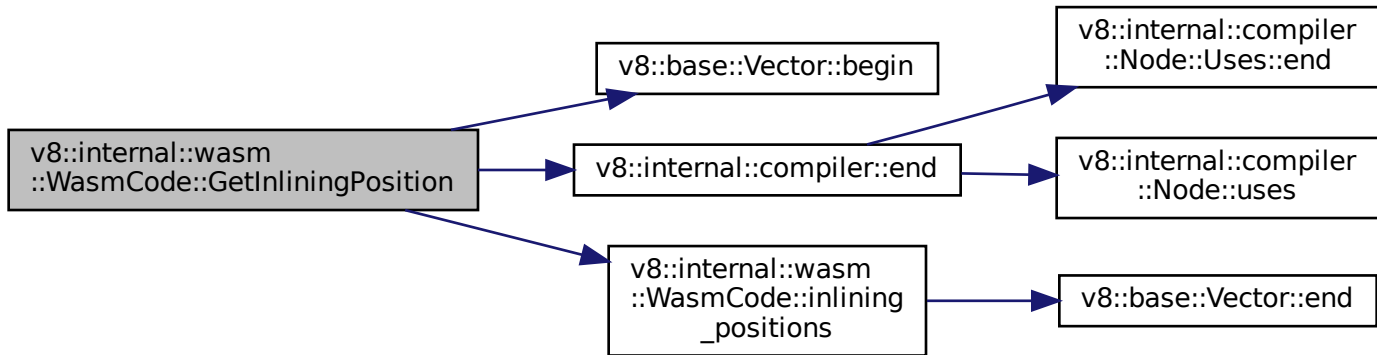 v8::internal::wasm
::WasmCode::GetInliningPosition
v8::base::Vector::begin
v8::internal::compiler::end
v8::internal::wasm
::WasmCode::inlining
_positions
v8::internal::compiler
::Node::Uses::end
v8::internal::compiler
::Node::uses
v8::base::Vector::end